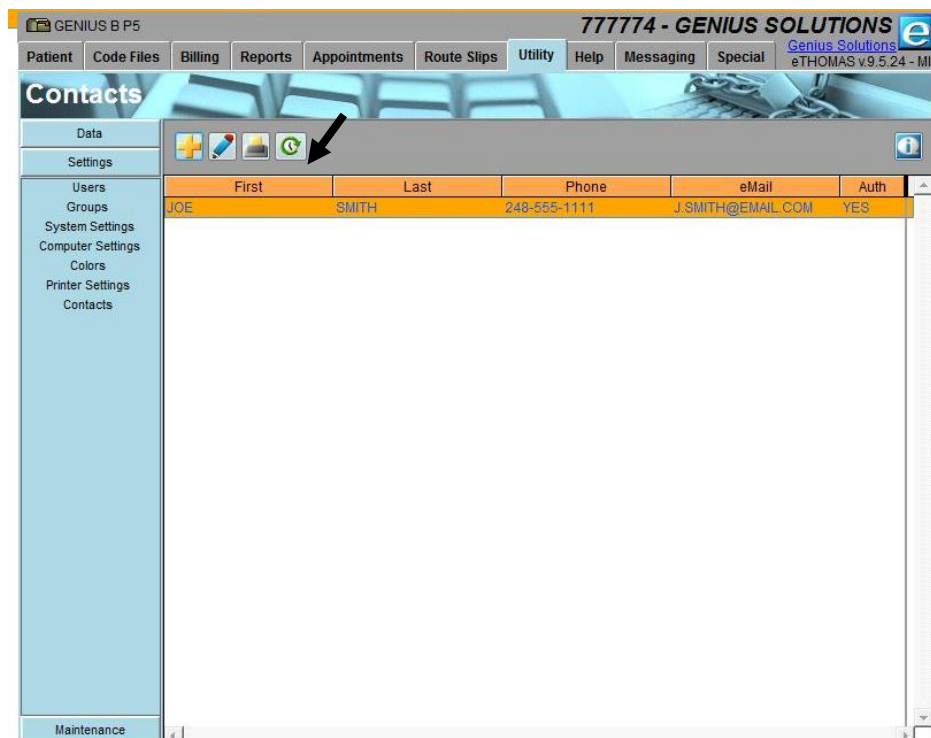 GENIUS B P5
777774 - GENIUS SOLUTIONS
Patient Code Files Billing Reports Appointments Route Slips Utility Help Messaging Special
Genius Solutions
eTHOMAS v.9.5.24 - MI
Contacts
Data
Settings
Users
Groups
System Settings
Computer Settings
Colors
Printer Settings
Contacts
Maintenance
First Last Phone eMail Auth
JOE SMITH 248-555-1111 J.SMITH@EMAIL.COM YES